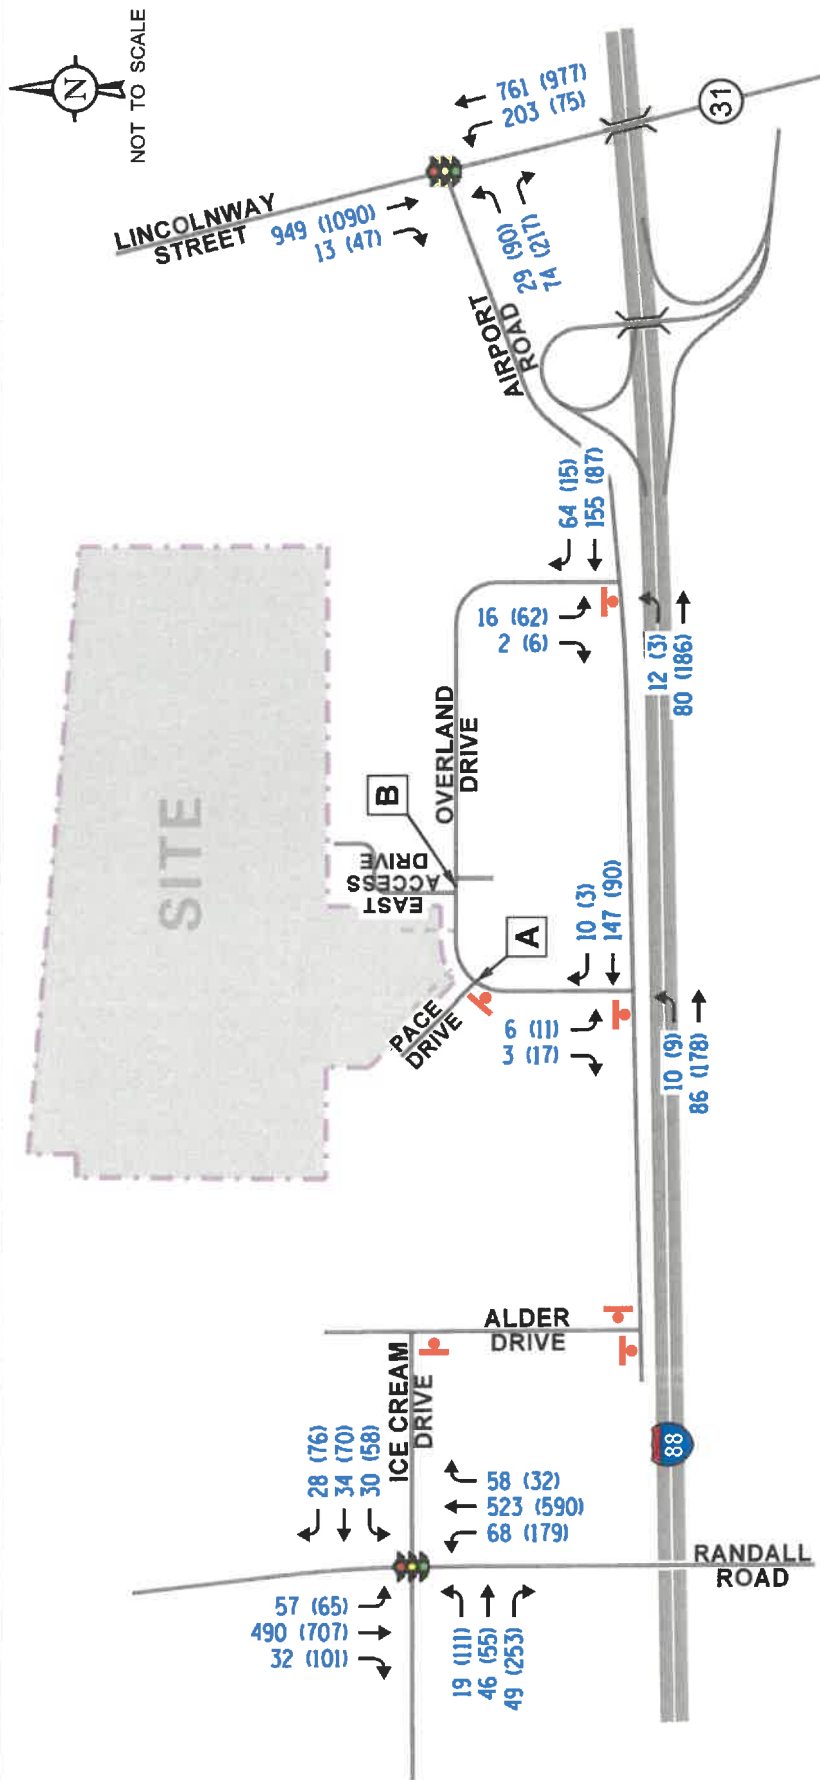 N
NOT TO SCALE
LINCOLNWAY
STREET
949 (1090)
13 (47)
761 (977)
203 (75)
31
29 (90)
74 (217)
AIRPORT
ROAD
64 (15)
155 (87)
16 (62)
2 (6)
12 (3)
80 (186)
SITE
OVERLAND
DRIVE
B
EAST
ACCESS
DRIVE
A
PACE
DRIVE
10 (3)
147 (90)
6 (11)
3 (17)
10 (9)
86 (178)
ALDER
DRIVE
ICE CREAM
DRIVE
28 (76)
34 (70)
30 (58)
58 (32)
523 (590)
68 (179)
57 (65)
490 (707)
32 (101)
19 (111)
46 (55)
49 (253)
88
RANDALL
ROAD